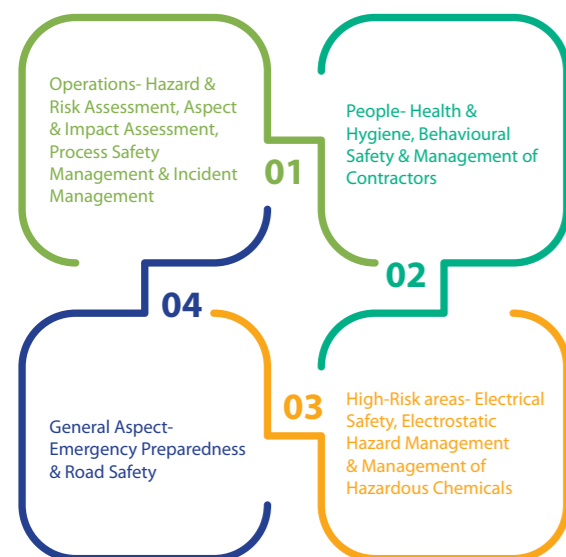 Operations- Hazard &
Risk Assessment, Aspect
& Impact Assessment,
Process Safety
Management & Incident
Management
01
People- Health &
Hygiene, Behavioural
Safety & Management of
Contractors
02
High-Risk areas- Electrical
Safety, Electrostatic
Hazard Management
& Management of
Hazardous Chemicals
03
General Aspect-
Emergency Preparedness
& Road Safety
04